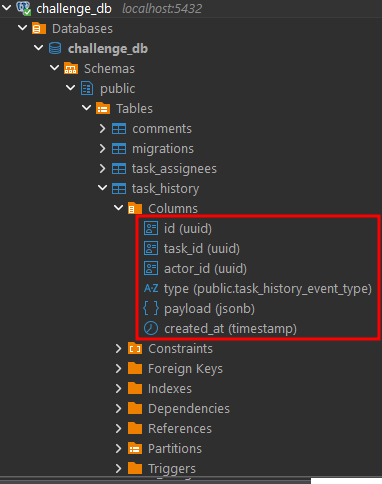 challenge_db localhost:5432
Databases
challenge_db
Schemas
public
Tables
comments
migrations
task_assignees
task_history
Columns
id (uuid)
task_id (uuid)
actor_id (uuid)
A-Z type (public.task_history_event_type)
payload (jsonb)
created_at (timestamp)
Constraints
Foreign Keys
Indexes
Dependencies
References
Partitions
Triggers